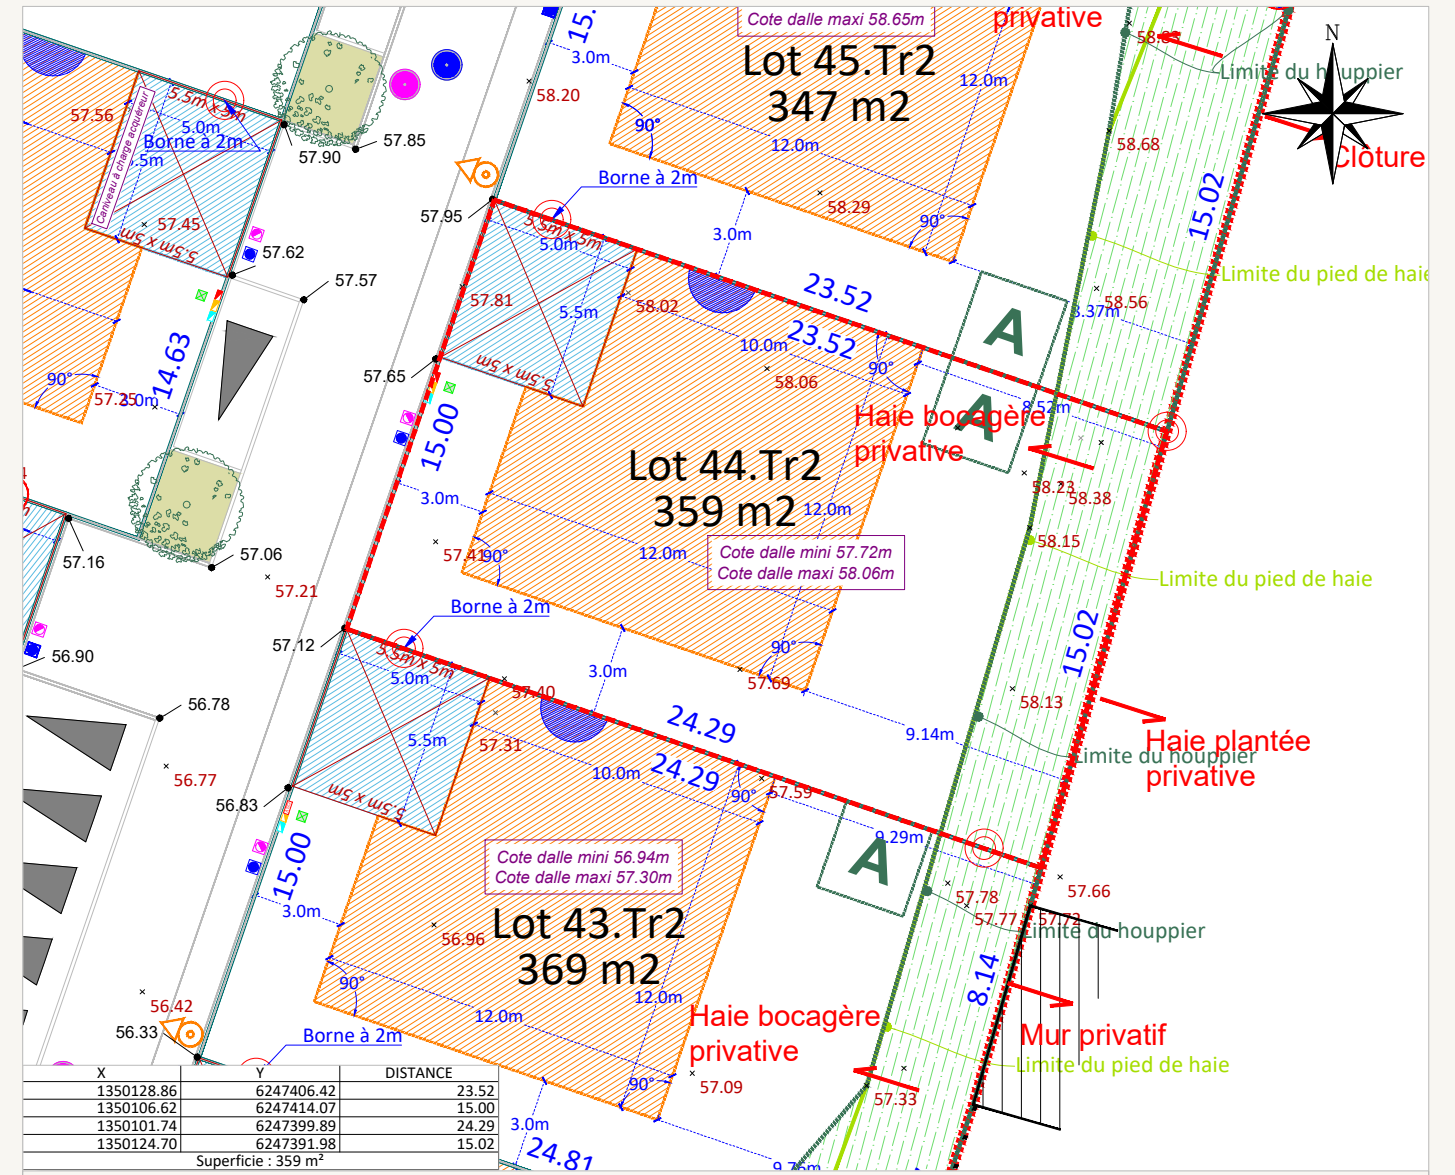 Cote dalle maxi 58.65m
privative
15.
3.0m
58.20
Lot 45.Tr2
347 m2
12.0m
N
Limite du houppier
57.56
5.5m x 5m
5.0m
Borne à 2m
57.85
57.90
90°
12.0m
58.68
Clôture
Caniveau à charge acquéreur
Borne à 2m
57.95
58.29
90°
15.02
57.45
5.5m x 5m
57.62
57.57
5.5m x 5m
5.0m
3.0m
Limite du pied de haie
57.81
5.5m
58.02
23.52
23.52
58.56
3.37m
A
14.63
57.65
5.5m x 5m
10.0m
58.06
90°
90°
8.52m
A
Haie bocagère
privative
15.00
Lot 44.Tr2
359 m2
12.0m
3.0m
58.23
58.38
57.16
57.06
57.21
57.41
90°
12.0m
Cote dalle mini 57.72m
Cote dalle maxi 58.06m
58.15
Limite du pied de haie
Borne à 2m
57.12
56.90
90°
15.02
5.5m x 5m
5.0m
3.0m
57.69
57.40
58.13
56.78
24.29
24.29
9.14m
Haie plantée
privative
Limite du houppier
5.5m
57.31
56.77
10.0m
90°
57.59
56.83
5.5m x 5m
9.29m
A
15.00
Cote dalle mini 56.94m
Cote dalle maxi 57.30m
57.78
57.66
3.0m
Lot 43.Tr2
369 m2
56.96
57.77
57.72
Limite du houppier
8.14
90°
12.0m
12.0m
56.42
56.33
Borne à 2m
Haie bocagère
privative
Mur privatif
Limite du pied de haie
90°
57.09
57.33
3.0m
24.81
X Y DISTANCE
1350128.86 6247406.42 23.52
1350106.62 6247414.07 15.00
1350101.74 6247399.89 24.29
1350124.70 6247391.98 15.02
Superficie : 359 m²